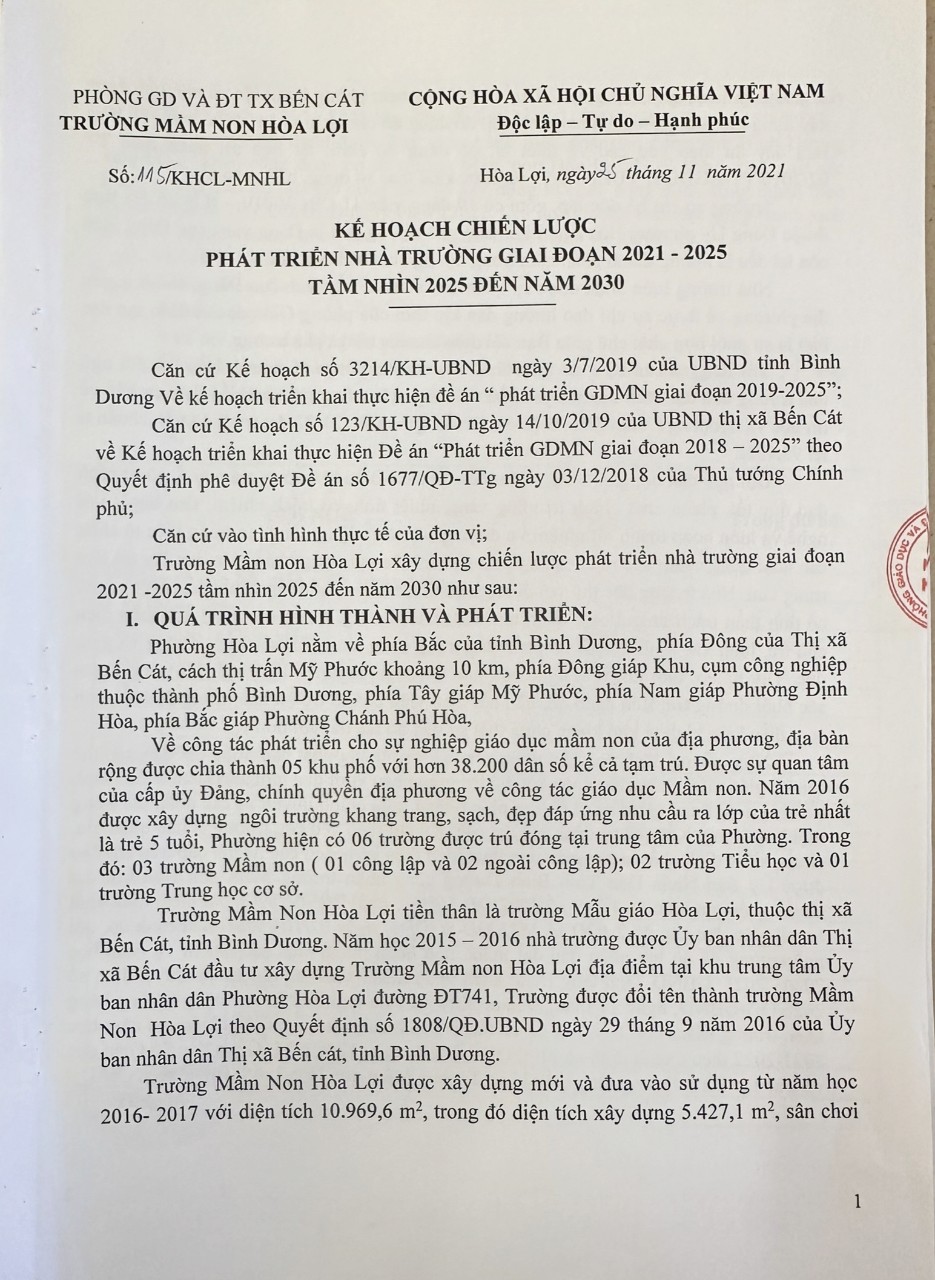 PHÒNG GD VÀ ĐT TX BẾN CÁT
TRƯỜNG MẦM NON HÒA LỢI
CỘNG HÒA XÃ HỘI CHỦ NGHĨA VIỆT NAM
Độc lập – Tự do – Hạnh phúc
Số:115/KHCL-MNHL
Hòa Lợi, ngày 25 tháng 11 năm 2021
KẾ HOẠCH CHIẾN LƯỢC
PHÁT TRIỂN NHÀ TRƯỜNG GIAI ĐOẠN 2021 - 2025
TẦM NHÌN 2025 ĐẾN NĂM 2030
Căn cứ Kế hoạch số 3214/KH-UBND ngày 3/7/2019 của UBND tỉnh Bình
Dương Về kế hoạch triển khai thực hiện đề án “ phát triển GDMN giai đoạn 2019-2025”;
Căn cứ Kế hoạch số 123/KH-UBND ngày 14/10/2019 của UBND thị xã Bến Cát
về Kế hoạch triển khai thực hiện Đề án “Phát triển GDMN giai đoạn 2018 – 2025” theo
Quyết định phê duyệt Đề án số 1677/QĐ-TTg ngày 03/12/2018 của Thủ tướng Chính
phủ;
Căn cứ vào tình hình thực tế của đơn vị;
Trường Mầm non Hòa Lợi xây dựng chiến lược phát triển nhà trường giai đoạn
2021 -2025 tầm nhìn 2025 đến năm 2030 như sau:
I. QUÁ TRÌNH HÌNH THÀNH VÀ PHÁT TRIỂN:
Phường Hòa Lợi nằm về phía Bắc của tỉnh Bình Dương, phía Đông của Thị xã
Bến Cát, cách thị trấn Mỹ Phước khoảng 10 km, phía Đông giáp Khu, cụm công nghiệp
thuộc thành phố Bình Dương, phía Tây giáp Mỹ Phước, phía Nam giáp Phường Định
Hòa, phía Bắc giáp Phường Chánh Phú Hòa,
Về công tác phát triển cho sự nghiệp giáo dục mầm non của địa phương, địa bàn
rộng được chia thành 05 khu phố với hơn 38.200 dân số kể cả tạm trú. Được sự quan tâm
của cấp ủy Đảng, chính quyền địa phương về công tác giáo dục Mầm non. Năm 2016
được xây dựng ngôi trường khang trang, sạch, đẹp đáp ứng nhu cầu ra lớp của trẻ nhất
là trẻ 5 tuổi, Phường hiện có 06 trường được trú đóng tại trung tâm của Phường. Trong
đó: 03 trường Mầm non ( 01 công lập và 02 ngoài công lập); 02 trường Tiểu học và 01
trường Trung học cơ sở.
Trường Mầm Non Hòa Lợi tiền thân là trường Mẫu giáo Hòa Lợi, thuộc thị xã
Bến Cát, tỉnh Bình Dương. Năm học 2015 – 2016 nhà trường được Ủy ban nhân dân Thị
xã Bến Cát đầu tư xây dựng Trường Mầm non Hòa Lợi địa điểm tại khu trung tâm Ủy
ban nhân dân Phường Hòa Lợi đường ĐT741, Trường được đổi tên thành trường Mầm
Non Hòa Lợi theo Quyết định số 1808/QĐ.UBND ngày 29 tháng 9 năm 2016 của Ủy
ban nhân dân Thị xã Bến cát, tỉnh Bình Dương.
Trường Mầm Non Hòa Lợi được xây dựng mới và đưa vào sử dụng từ năm học
2016- 2017 với diện tích 10.969,6 m², trong đó diện tích xây dựng 5.427,1 m², sân chơi
GIÁO DỤC VÀ
1